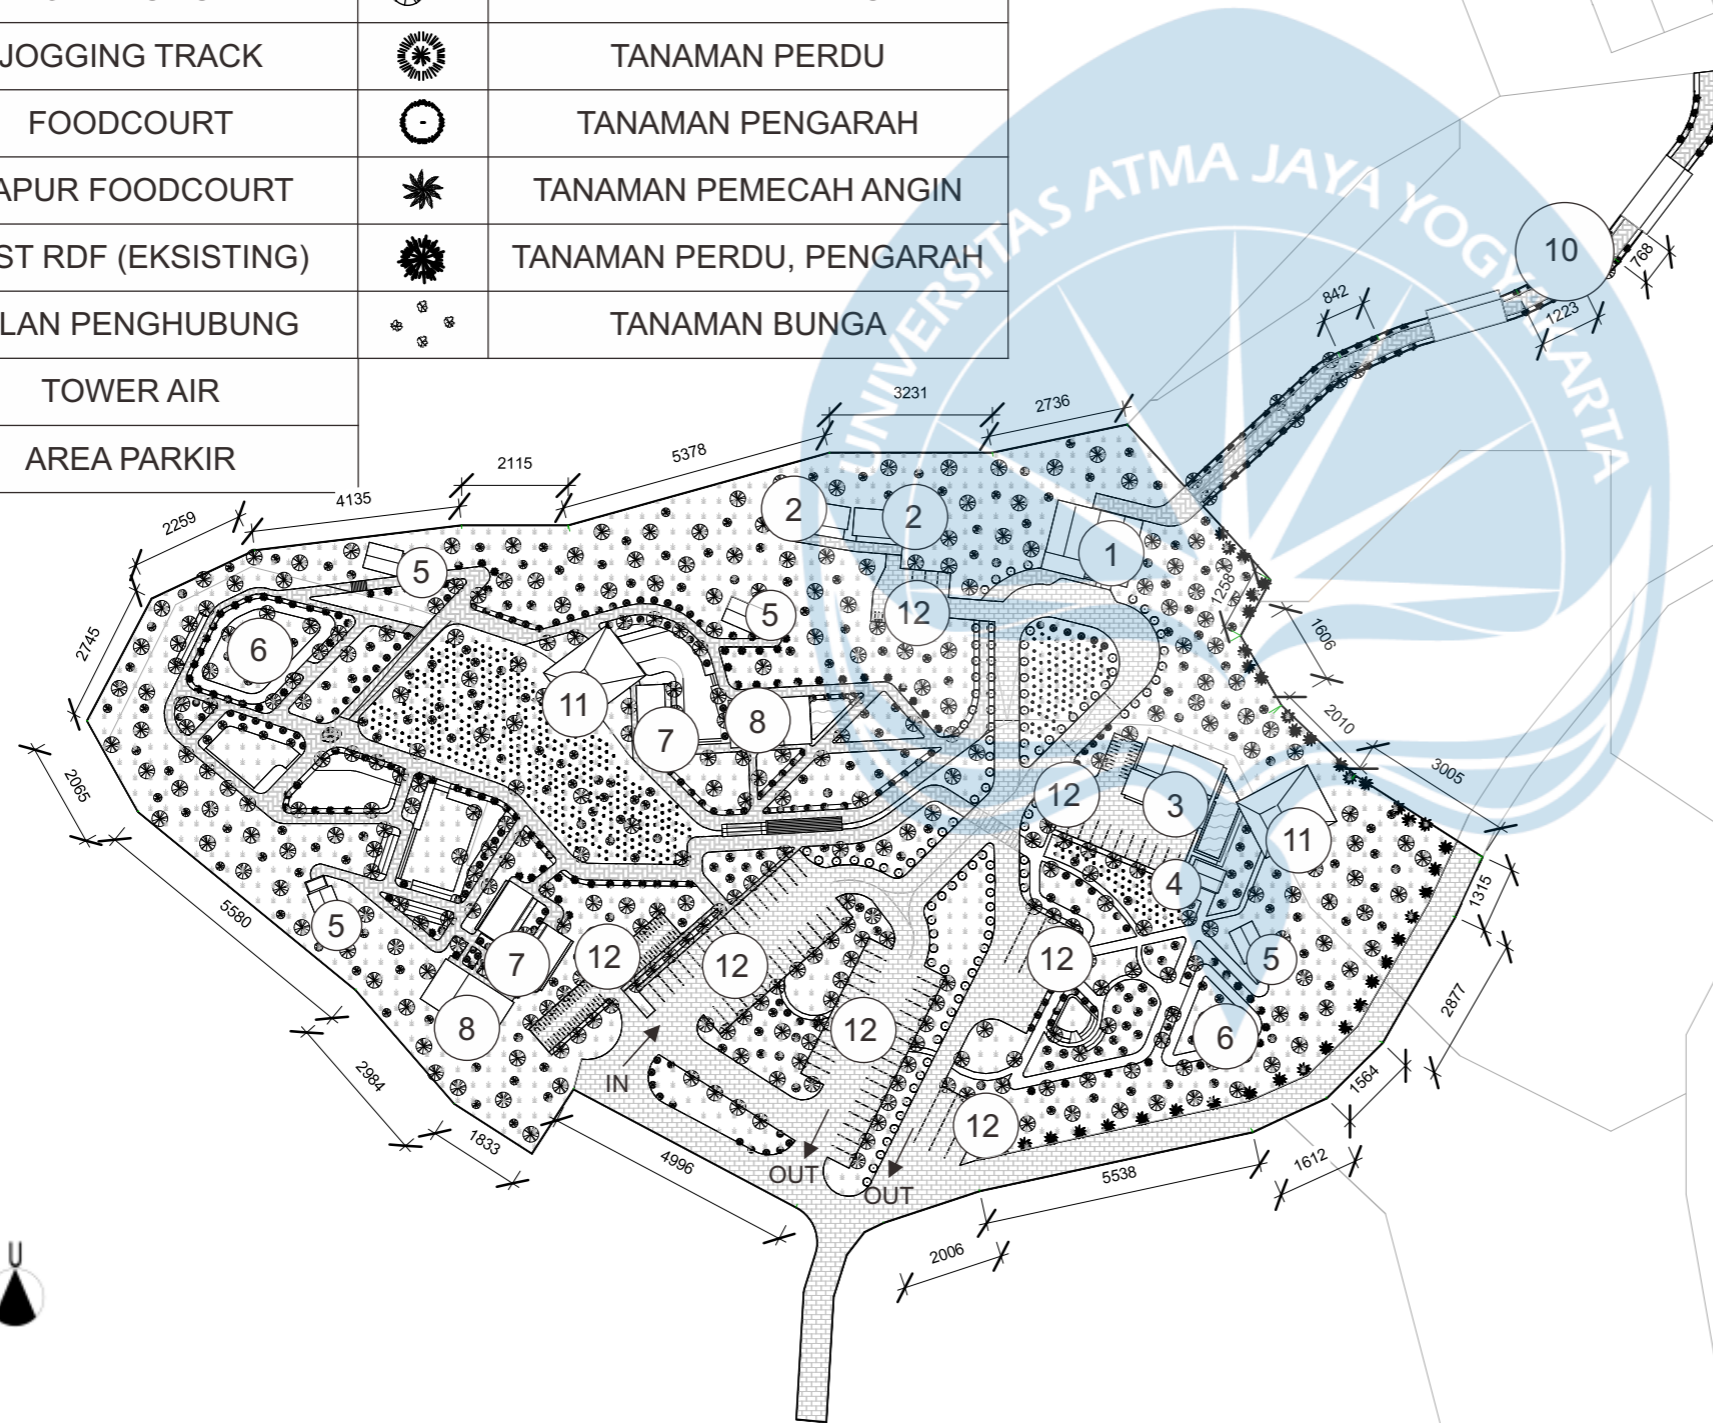 JOGGING TRACK
TANAMAN PERDU
FOODCOURT
TANAMAN PENGARAH
APUR FOODCOURT
TANAMAN PEMECAH ANGIN
ST RDF (EKSISTING)
TANAMAN PERDU, PENGARAH
LAN PENGHUBUNG
TANAMAN BUNGA
TOWER AIR
AREA PARKIR
UNIVERSITAS ATMA JAYA YOGYAKARTA
10
768
842
1223
3231
2736
5378
2115
4135
2259
2745
2065
5580
2984
1833
4996
2006
5538
1612
1564
2877
1315
3005
2010
1606
1258
2
2
1
5
5
12
6
11
7
8
12
3
11
4
5
7
12
12
12
5
8
12
6
12
IN
OUT
OUT
U